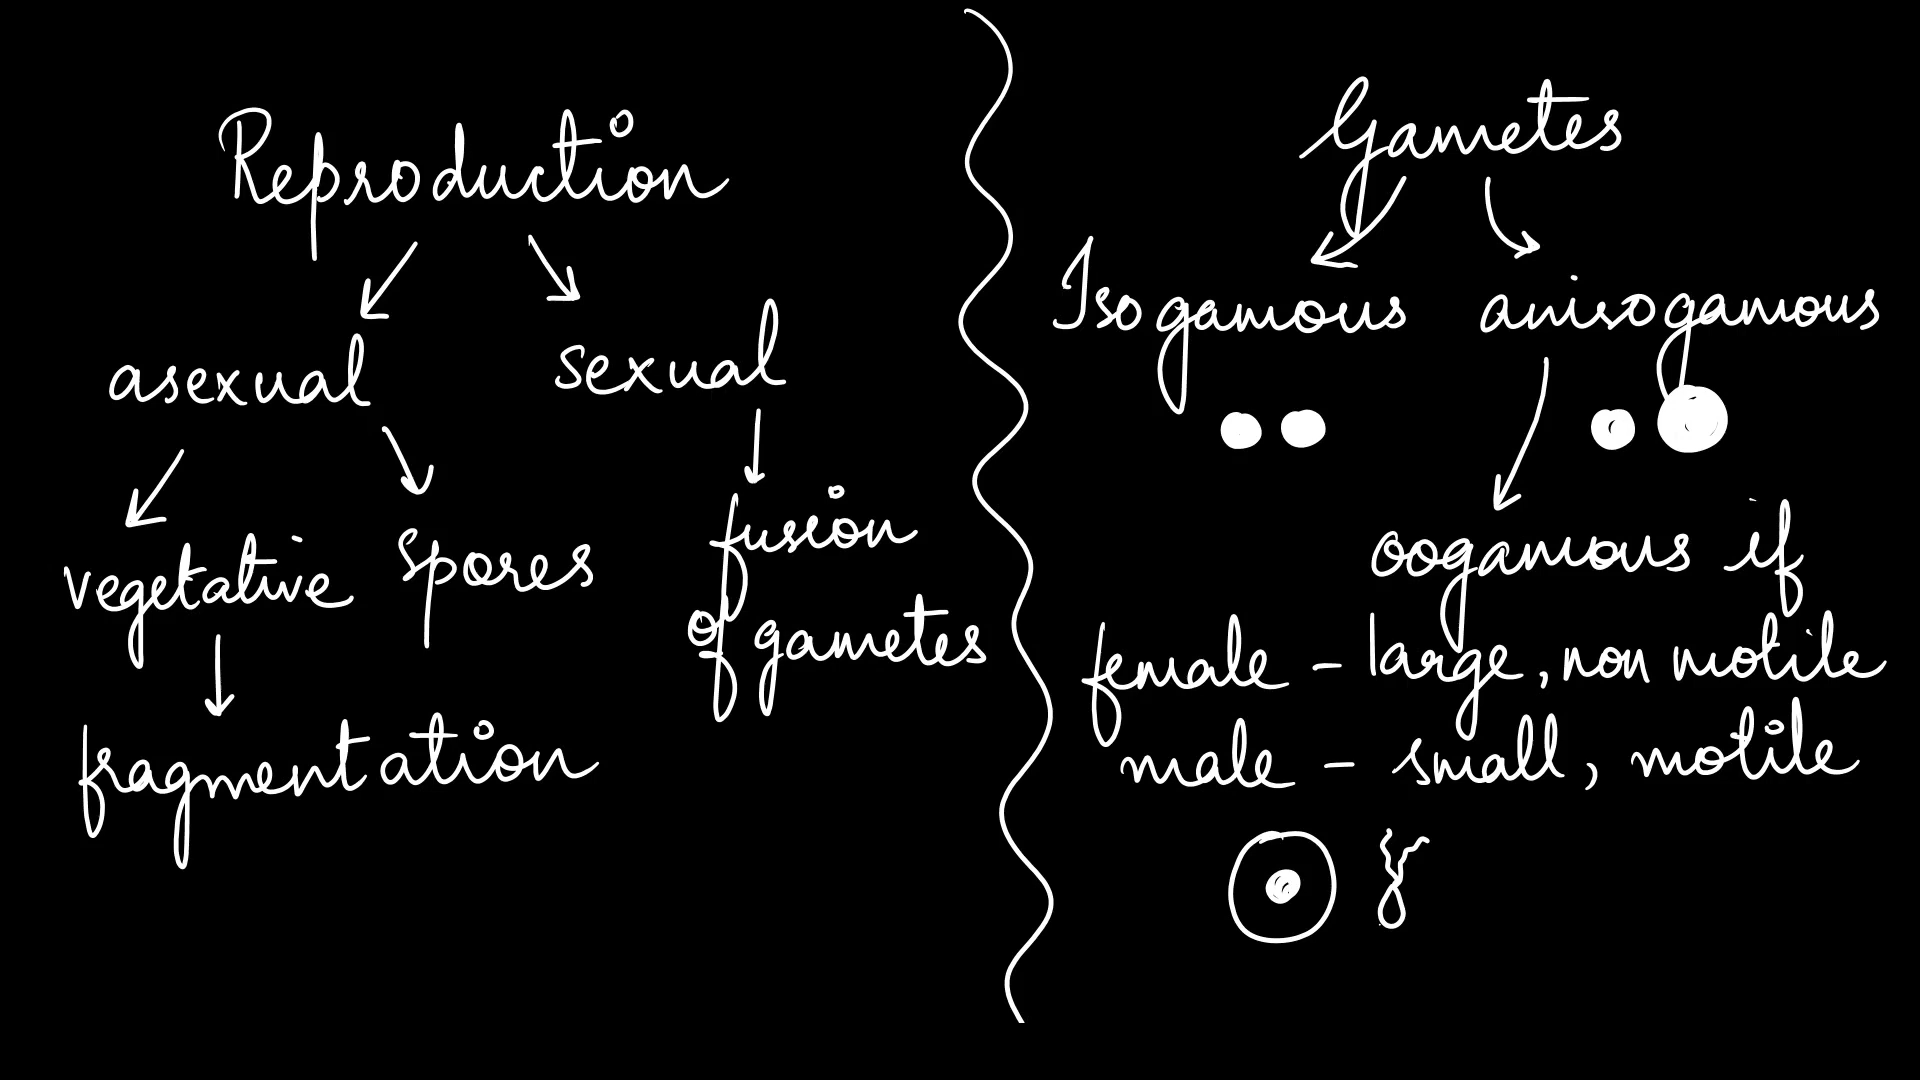 Reproduction
asexual
sexual
vegetative
spores
fusion
of gametes
fragmentation
Gametes
Isogamous
anisogamous
oogamous if
female - large, non motile
male - small, motile